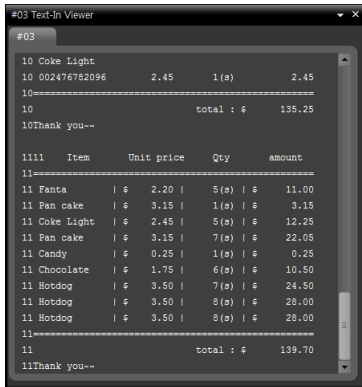 #03 Text-In Viewer
#03
10 Coke Light
10 002476782096 2.45 1(s) 2.45
10==================================================
10 total : $ 135.25
10Thank you~~
1111 Item Unit price Qty amount
11==================================================
11 Fanta | $ 2.20 | 5(s) | $ 11.00
11 Pan cake | $ 3.15 | 1(s) | $ 3.15
11 Coke Light | $ 2.45 | 5(s) | $ 12.25
11 Pan cake | $ 3.15 | 7(s) | $ 22.05
11 Candy | $ 0.25 | 1(s) | $ 0.25
11 Chocolate | $ 1.75 | 6(s) | $ 10.50
11 Hotdog | $ 3.50 | 7(s) | $ 24.50
11 Hotdog | $ 3.50 | 8(s) | $ 28.00
11 Hotdog | $ 3.50 | 8(s) | $ 28.00
11==================================================
11 total : $ 139.70
11Thank you~~